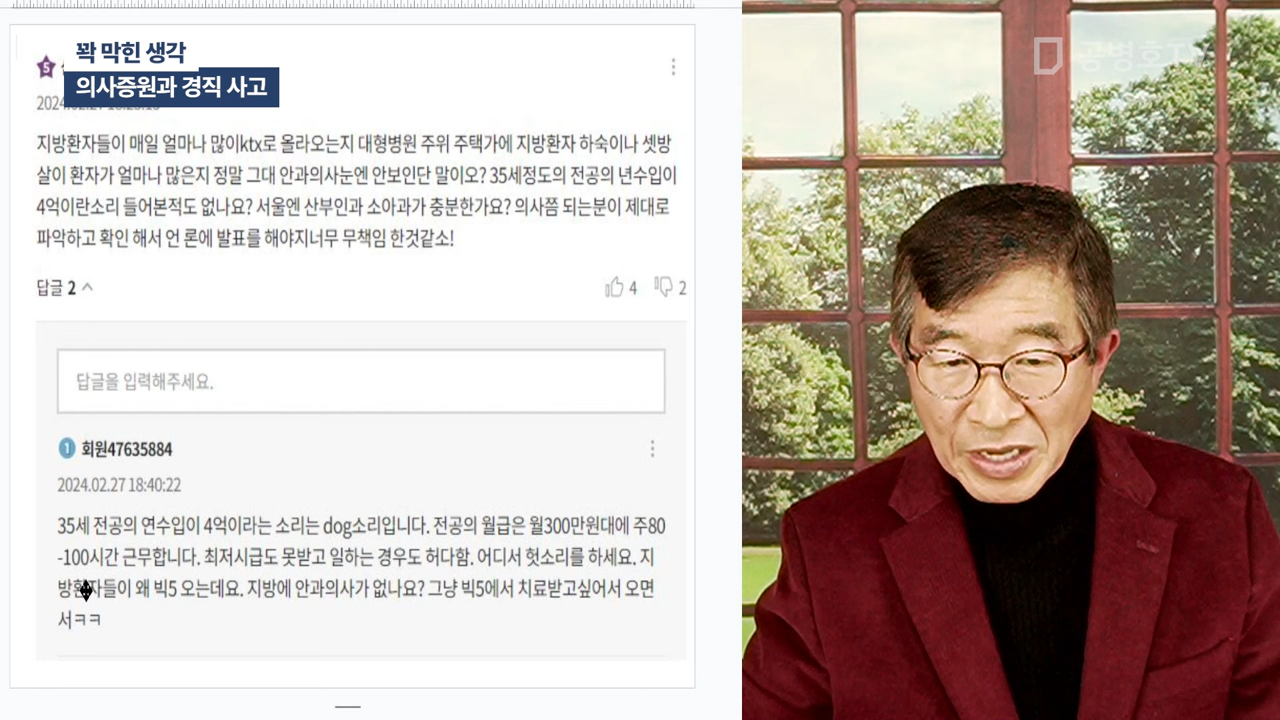 꽉 막힌 생각
의사증원과 경직 사고
공병호TV
5
지방환자들이 매일 얼마나 많이ktx로 올라오는지 대형병원 주위 주택가에 지방환자 하숙이나 셋방
살이 환자가 얼마나 많은지 정말 그대 안과의사눈엔 안보인단 말이오? 35세정도의 전공의 년수입이
4억이란소리 들어본적도 없나요? 서울엔 산부인과 소아과가 충분한가요? 의사쯤 되는분이 제대로
파악하고 확인 해서 언 론에 발표를 해야지너무 무책임 한것같소!
답글 2
4 2
답글을 입력해주세요.
1 회원47635884
2024.02.27 18:40:22
35세 전공의 연수입이 4억이라는 소리는 dog소리입니다. 전공의 월급은 월300만원대에 주80
-100시간 근무합니다. 최저시급도 못받고 일하는 경우도 허다함. 어디서 헛소리를 하세요. 지
방환자들이 왜 빅5 오는데요. 지방에 안과의사가 없나요? 그냥 빅5에서 치료받고싶어서 오면
서ㅋㅋ